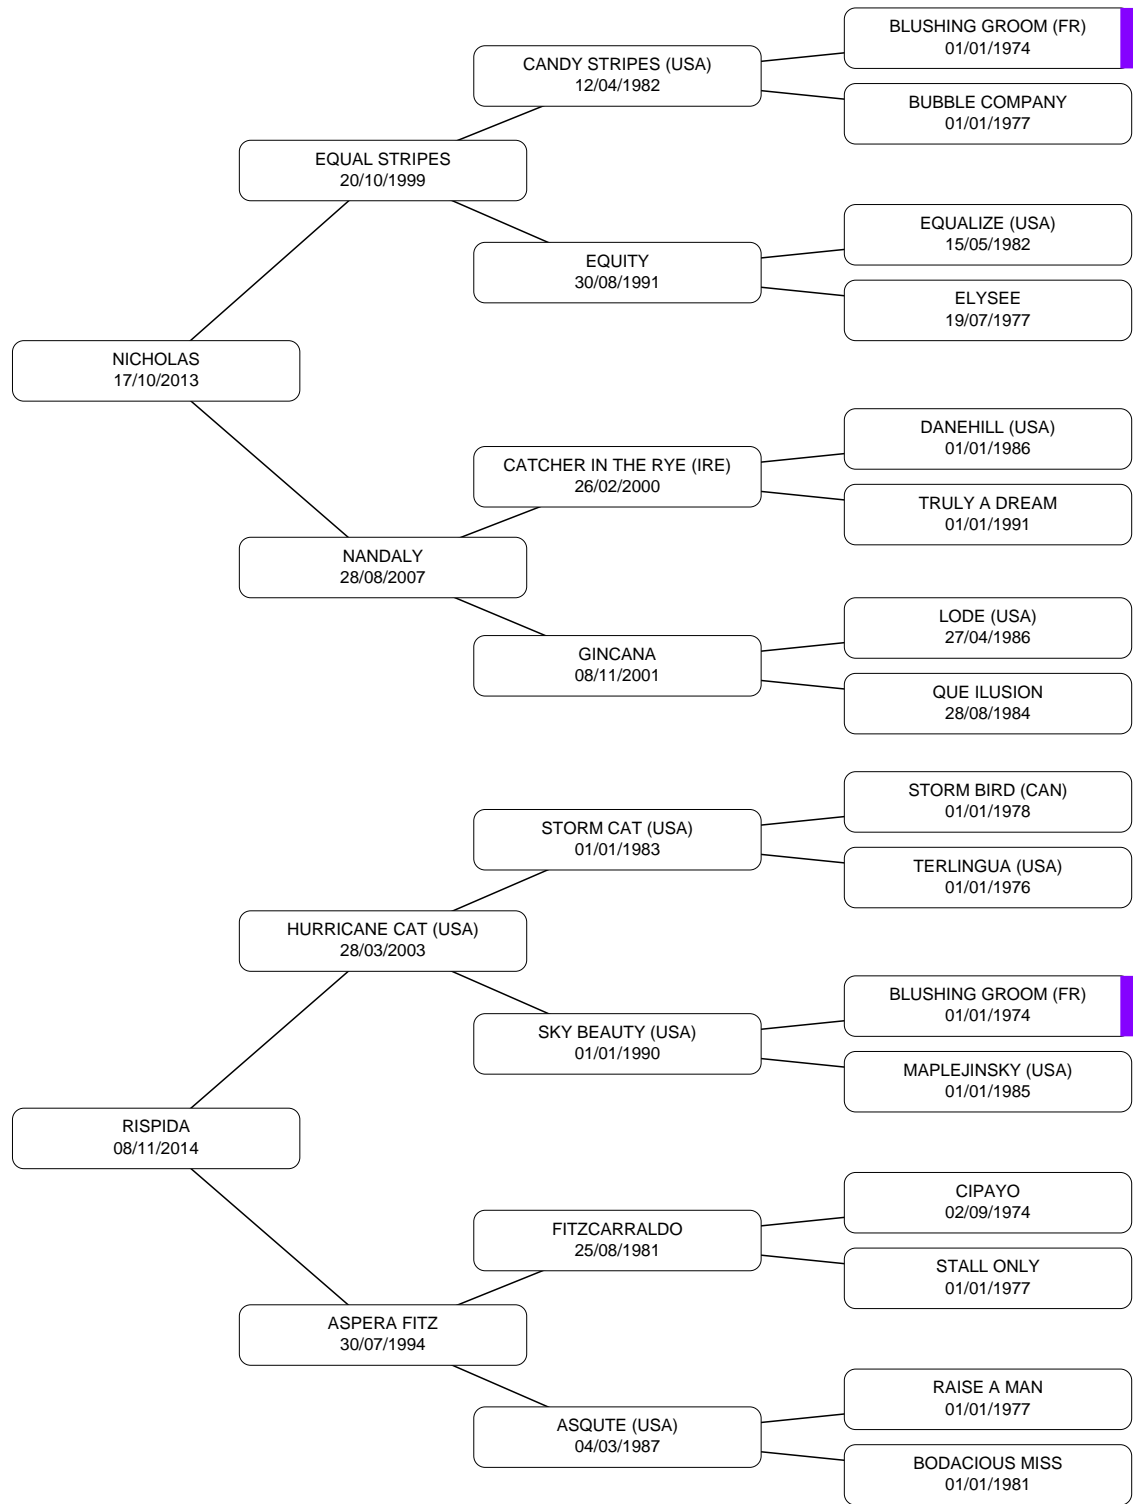 BLUSHING GROOM (FR)
01/01/1974
CANDY STRIPES (USA)
12/04/1982
BUBBLE COMPANY
01/01/1977
EQUAL STRIPES
20/10/1999
EQUALIZE (USA)
15/05/1982
EQUITY
30/08/1991
ELYSEE
19/07/1977
NICHOLAS
17/10/2013
DANEHILL (USA)
01/01/1986
CATCHER IN THE RYE (IRE)
26/02/2000
TRULY A DREAM
01/01/1991
NANDALY
28/08/2007
LODE (USA)
27/04/1986
GINCANA
08/11/2001
QUE ILUSION
28/08/1984
STORM BIRD (CAN)
01/01/1978
STORM CAT (USA)
01/01/1983
TERLINGUA (USA)
01/01/1976
HURRICANE CAT (USA)
28/03/2003
BLUSHING GROOM (FR)
01/01/1974
SKY BEAUTY (USA)
01/01/1990
MAPLEJINSKY (USA)
01/01/1985
RISPIDA
08/11/2014
CIPAYO
02/09/1974
FITZCARRALDO
25/08/1981
STALL ONLY
01/01/1977
ASPERA FITZ
30/07/1994
RAISE A MAN
01/01/1977
ASQUTE (USA)
04/03/1987
BODACIOUS MISS
01/01/1981